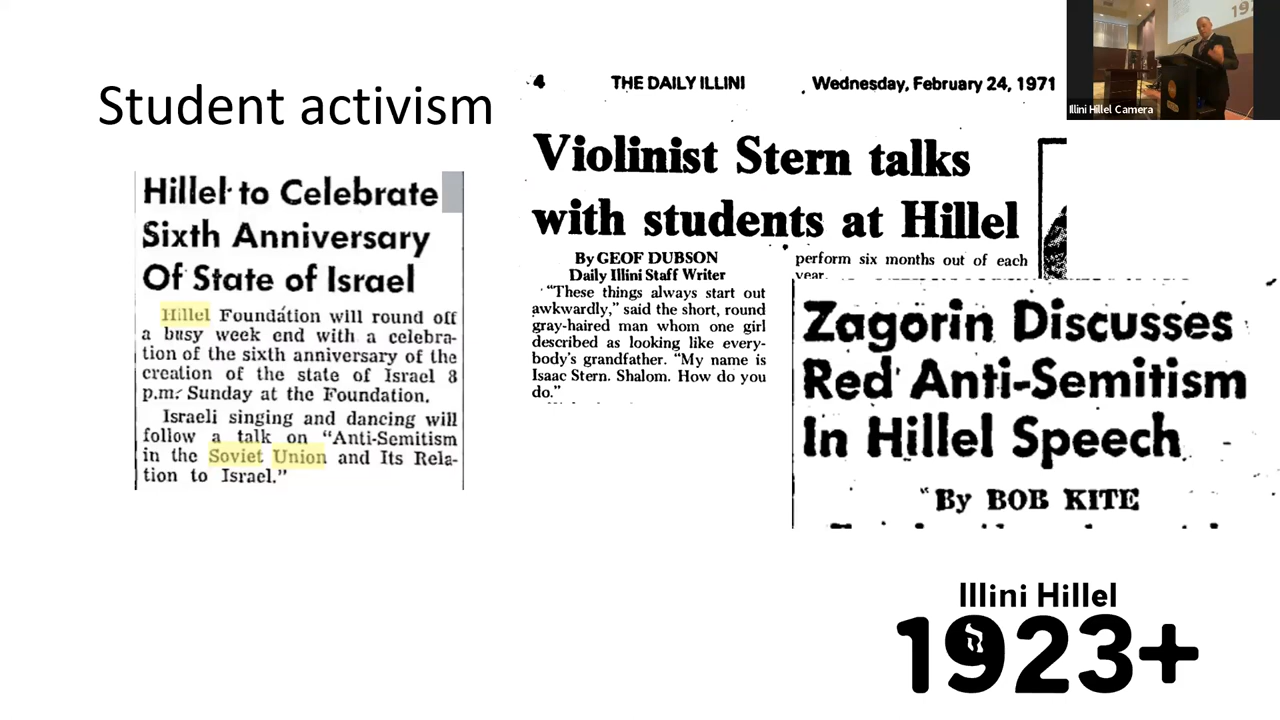 Student activism
Hillel to Celebrate
Sixth Anniversary
Of State of Israel
Hillel Foundation will round off
a busy week end with a celebra-
tion of the sixth anniversary of the
creation of the state of Israel 8
p.m. Sunday at the Foundation.
Israeli singing and dancing will
follow a talk on “Anti-Semitism
in the Soviet Union and Its Rela-
tion to Israel.”
4 THE DAILY ILLINI Wednesday, February 24, 1971
Violinist Stern talks
with students at Hillel
By GEOF DUBSON
Daily Illini Staff Writer
“These things always start out
awkwardly,” said the short, round
gray-haired man whom one girl
described as looking like every-
body's grandfather. “My name is
Isaac Stern. Shalom. How do you
do.”
perform six months out of each
year.
Zagorin Discusses
Red Anti-Semitism
In Hillel Speech
By BOB KITE
Illini Hillel
1923+
192
Illini Hillel Camera